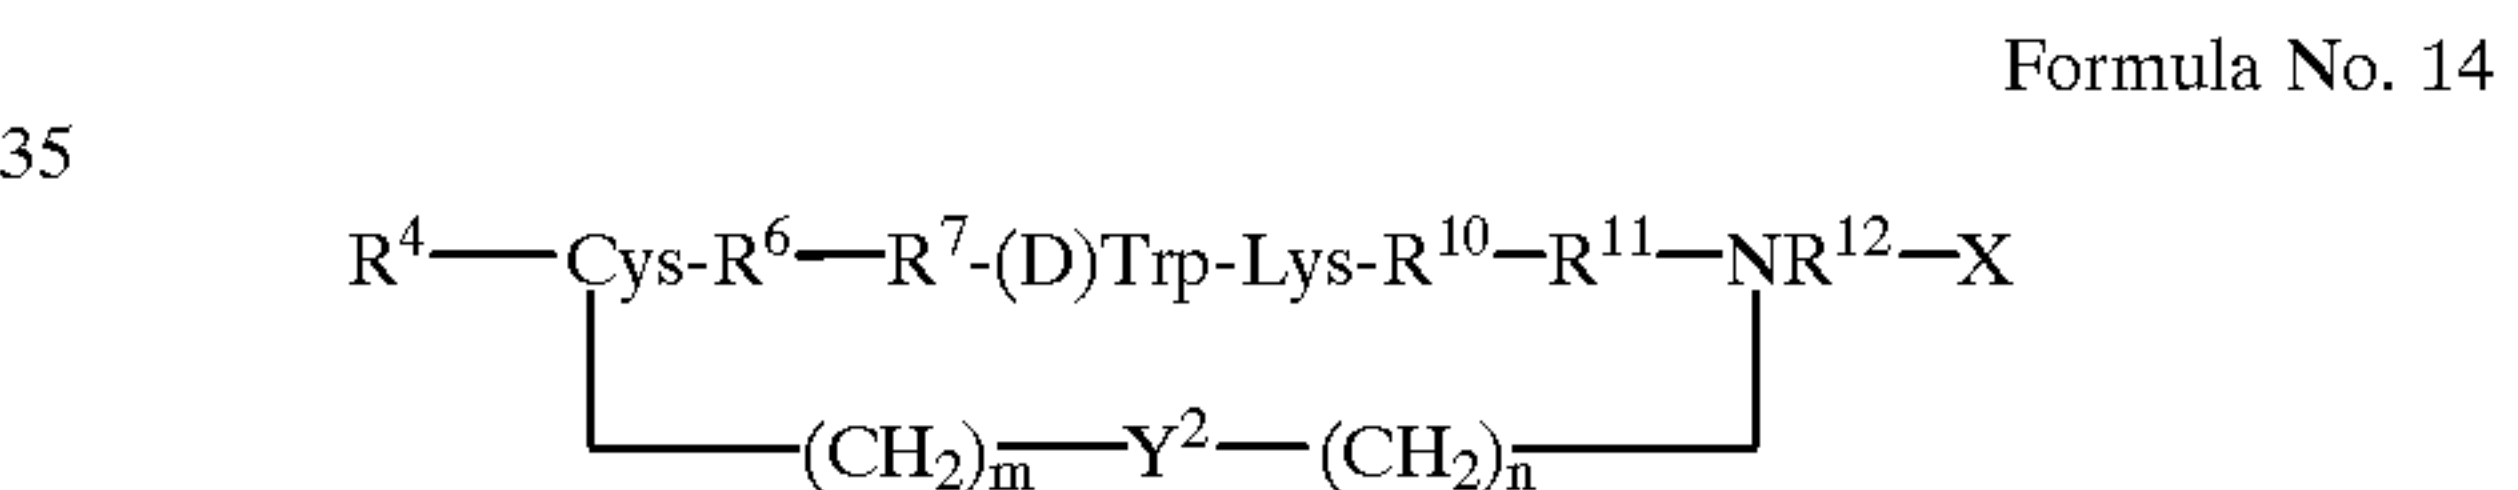 Formula No. 14
35
R⁴—Cys-R⁶—R⁷-(D)Trp-Lys-R¹⁰—R¹¹—NR¹²—X
(CH₂)ₘ—Y²—(CH₂)ₙ